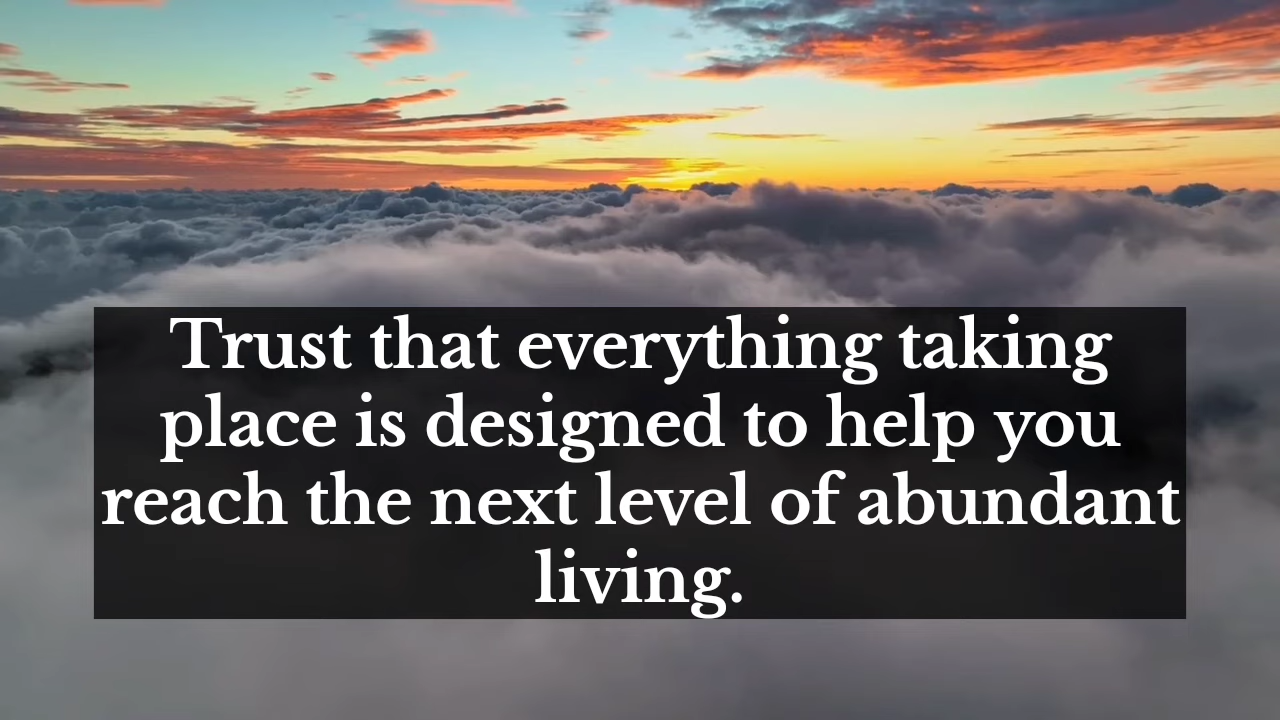 Trust that everything taking
place is designed to help you
reach the next level of abundant
living.